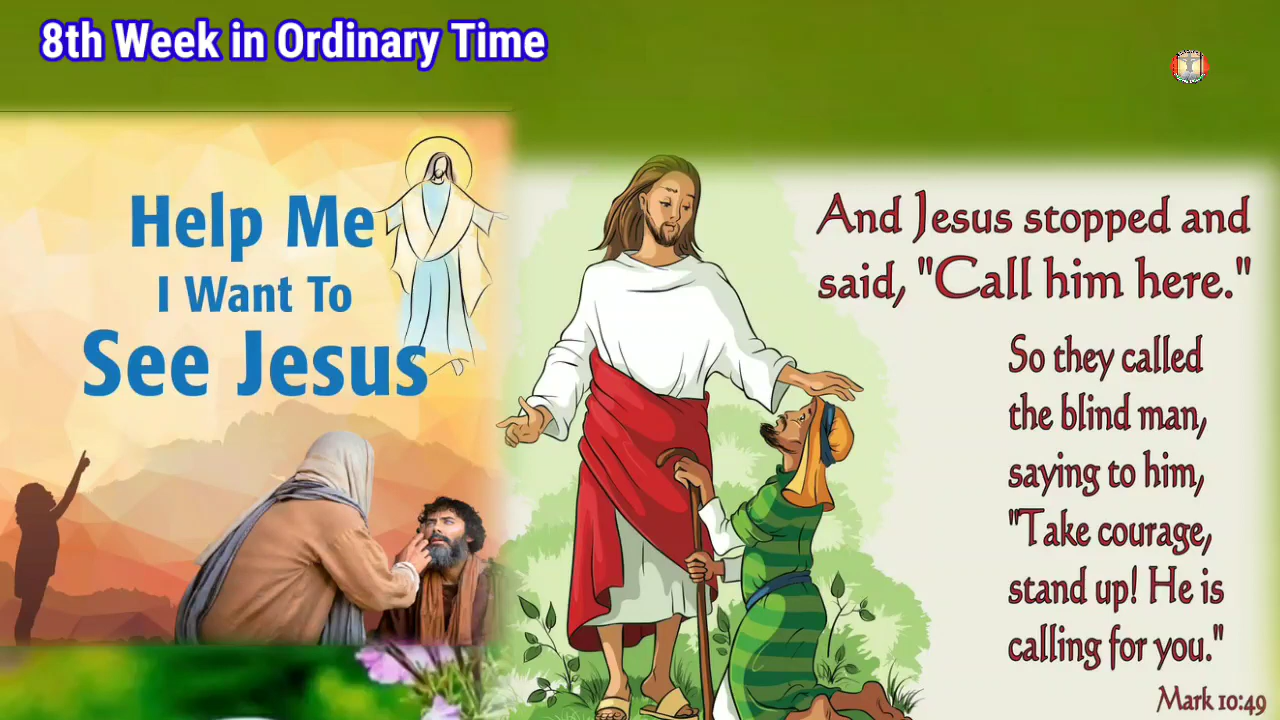 8th Week in Ordinary Time
Help Me
I Want To
See Jesus
And Jesus stopped and
said, "Call him here."
So they called
the blind man,
saying to him,
"Take courage,
stand up! He is
calling for you."
Mark 10:49